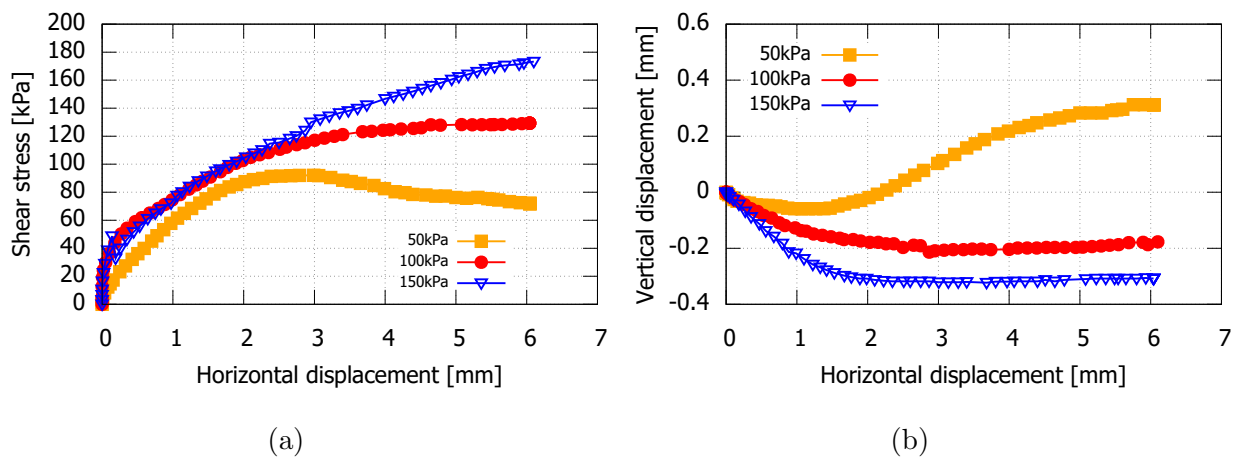 Shear stress [kPa]
200
180
160
140
120
100
80
60
40
20
0
50kPa
100kPa
150kPa
0 1 2 3 4 5 6 7
Horizontal displacement [mm]
(a)
Vertical displacement [mm]
0.6
0.4
0.2
0
-0.2
-0.4
50kPa
100kPa
150kPa
0 1 2 3 4 5 6 7
Horizontal displacement [mm]
(b)